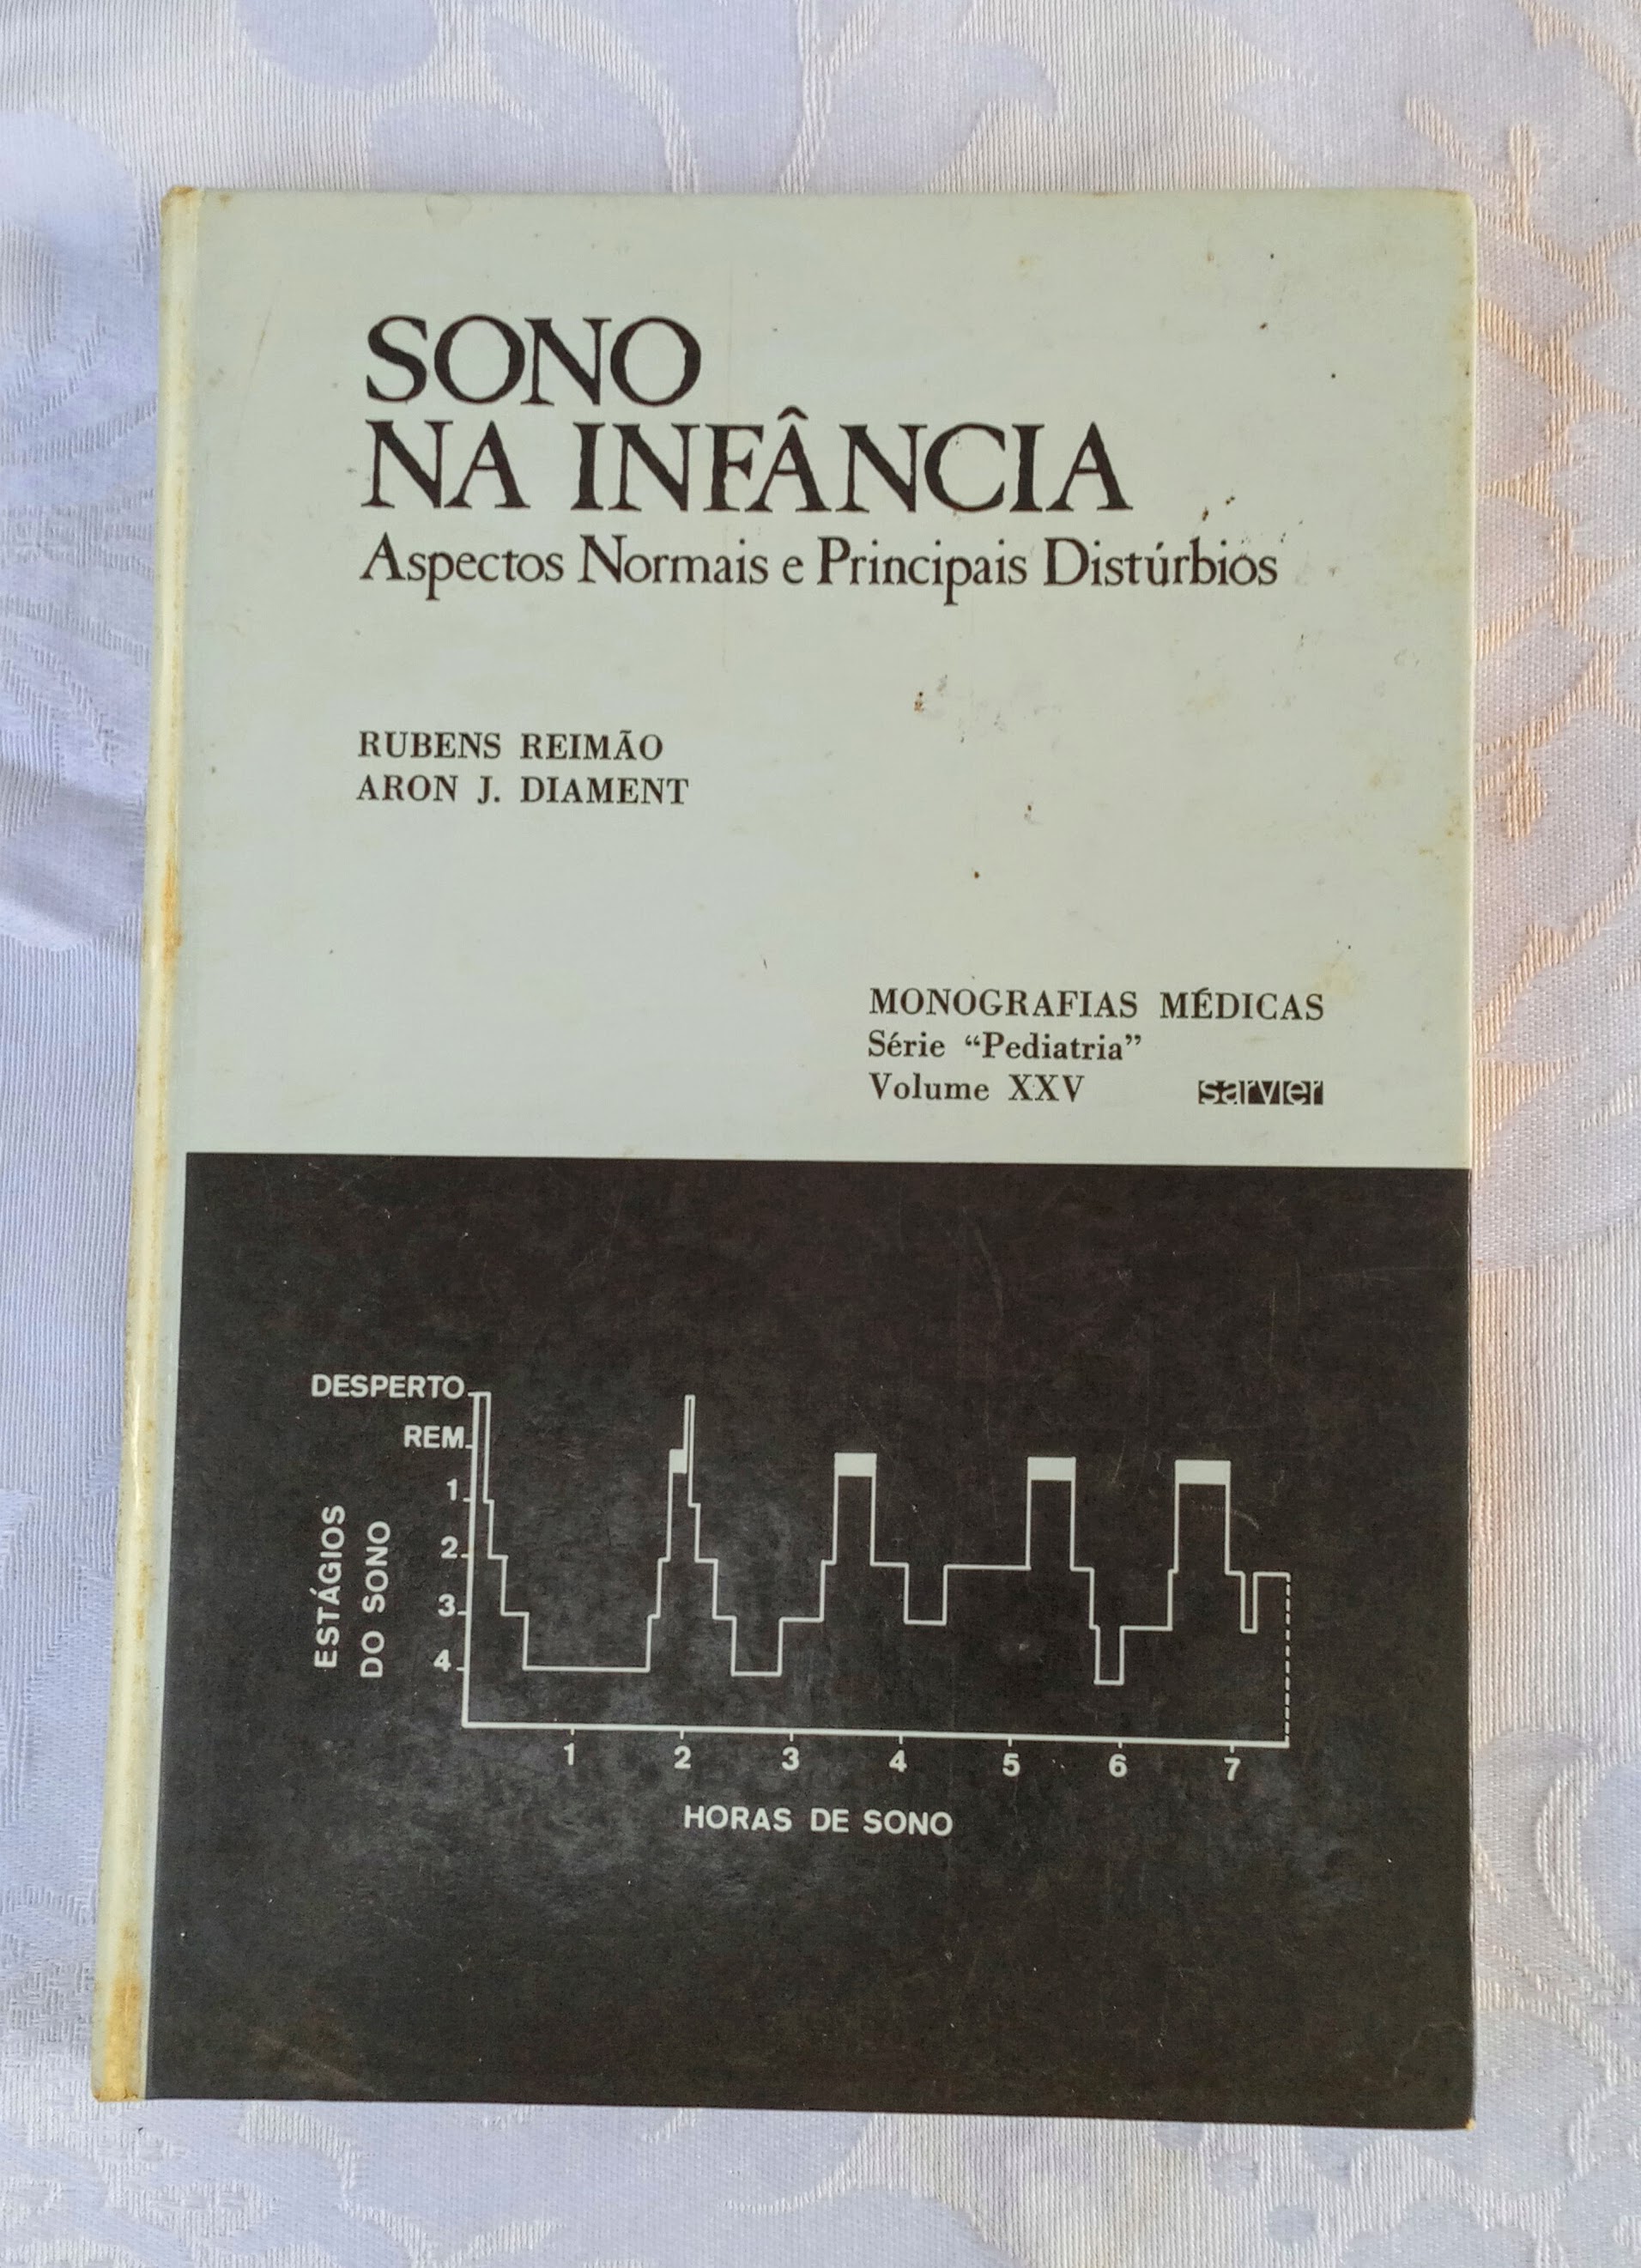 SONO
NA INFÂNCIA
Aspectos Normais e Principais Distúrbios
RUBENS REIMÃO
ARON J. DIAMENT
MONOGRAFIAS MÉDICAS
Série “Pediatria”
Volume XXV
sarvier
DESPERTO
REM
1
2
3
4
ESTÁGIOS
DO SONO
1 2 3 4 5 6 7
HORAS DE SONO